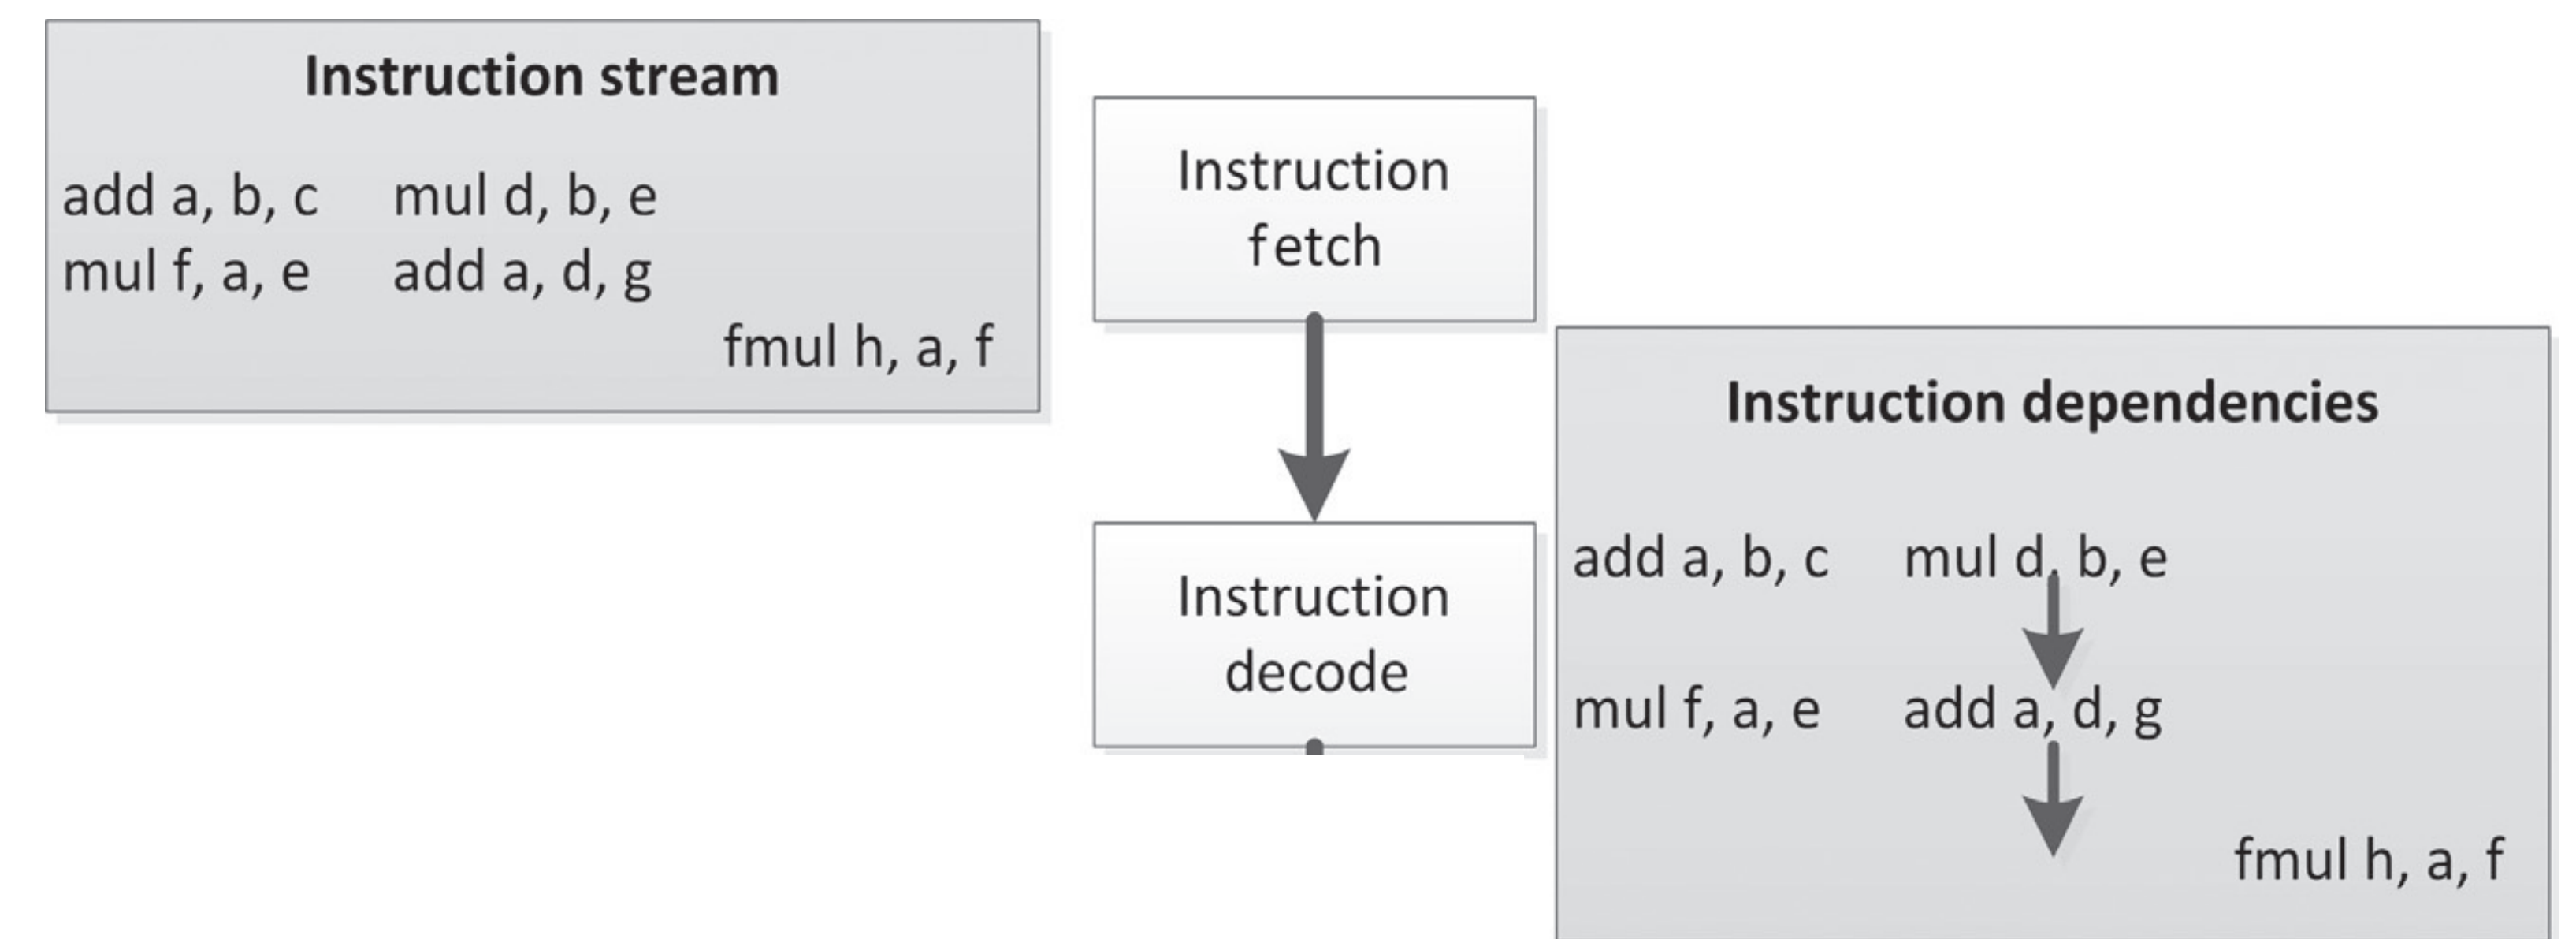 Instruction stream
add a, b, c mul d, b, e
mul f, a, e add a, d, g
fmul h, a, f
Instruction
fetch
Instruction
decode
Instruction dependencies
add a, b, c mul d, b, e
mul f, a, e add a, d, g
fmul h, a, f